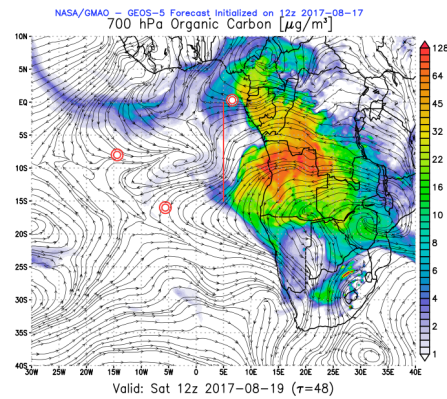 NASA/GMAO - GEOS-5 Forecast Initialized on 12z 2017-08-17
700 hPa Organic Carbon [μg/m³]
10N
5N
EQ
5S
10S
15S
20S
25S
30S
35S
40S
30W 25W 20W 15W 10W 5W 0 5E 10E 15E 20E 25E 30E 35E 40E
128
64
45
32
22
16
10
8
6
4
2
1
Valid: Sat 12z 2017-08-19 (τ=48)